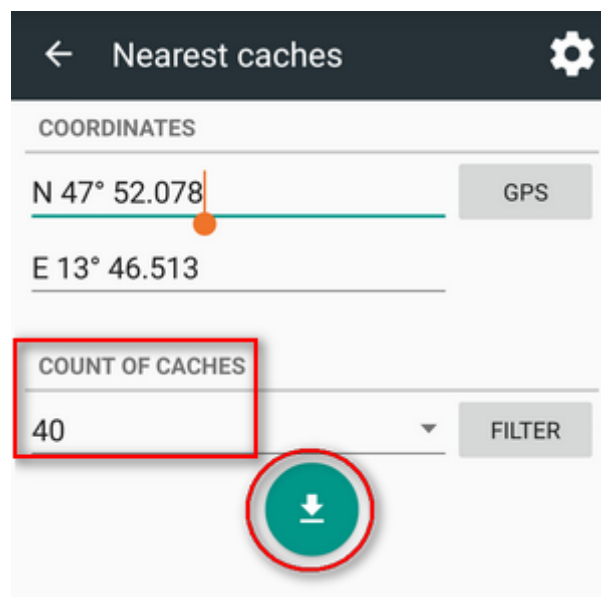 Nearest caches
COORDINATES
N 47° 52.078
GPS
E 13° 46.513
COUNT OF CACHES
40
FILTER